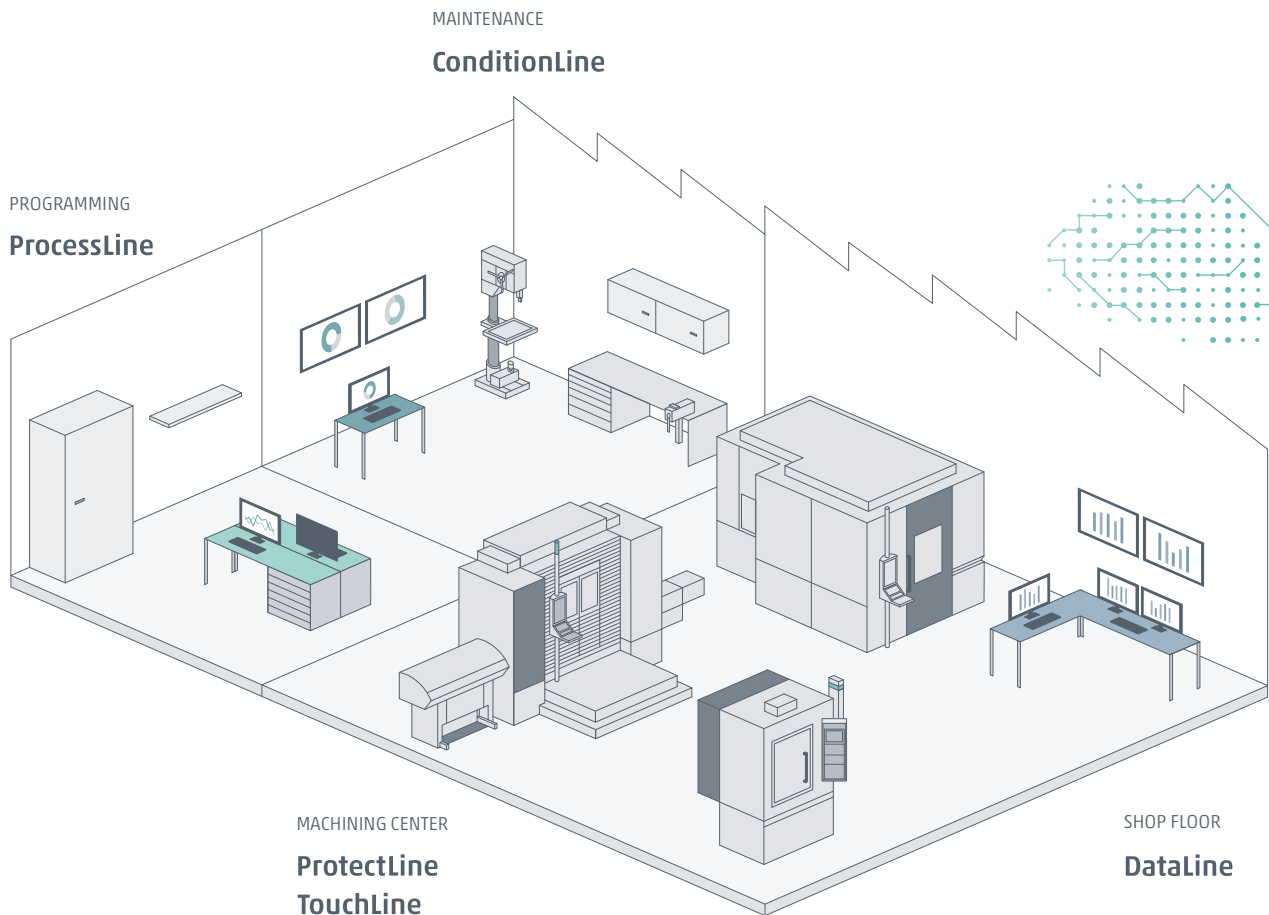 MAINTENANCE
ConditionLine
PROGRAMMING
ProcessLine
MACHINING CENTER
ProtectLine
TouchLine
SHOP FLOOR
DataLine